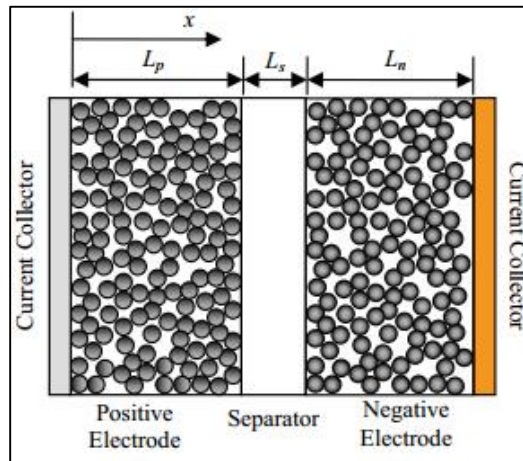 x
Lp
Ls
Ln
Current Collector
Current Collector
Positive
Electrode
Separator
Negative
Electrode